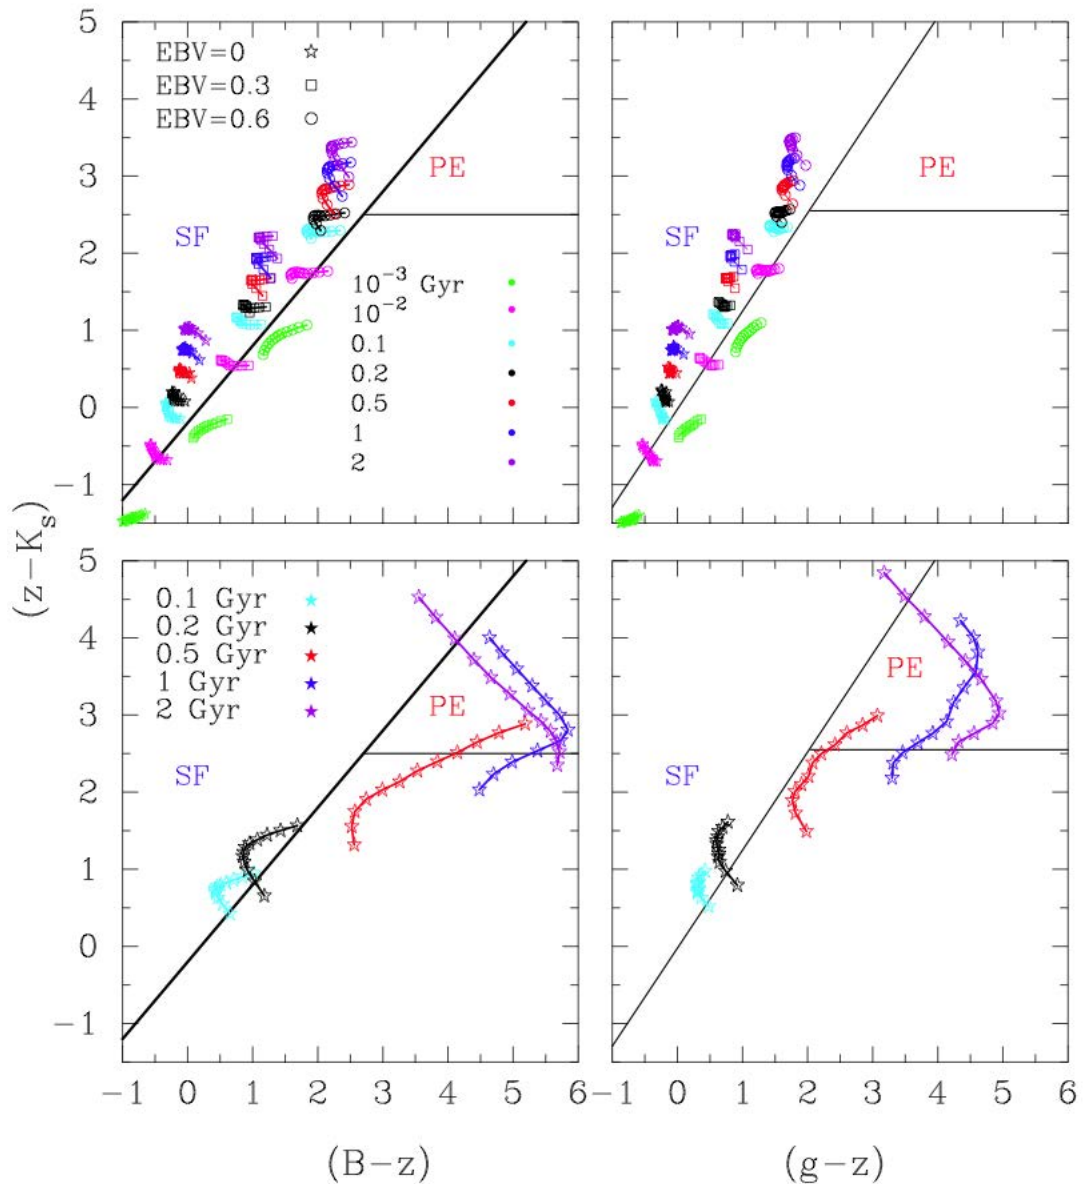 5
4
3
2
1
0
−1
EBV=0
EBV=0.3
EBV=0.6
PE
SF
10⁻³ Gyr
10⁻²
0.1
0.2
0.5
1
2
PE
SF
(z−Kₛ)
5
4
3
2
1
0
−1
0.1 Gyr
0.2 Gyr
0.5 Gyr
1 Gyr
2 Gyr
PE
SF
PE
SF
−1 0 1 2 3 4 5 6 −1 0 1 2 3 4 5 6
(B−z) (g−z)